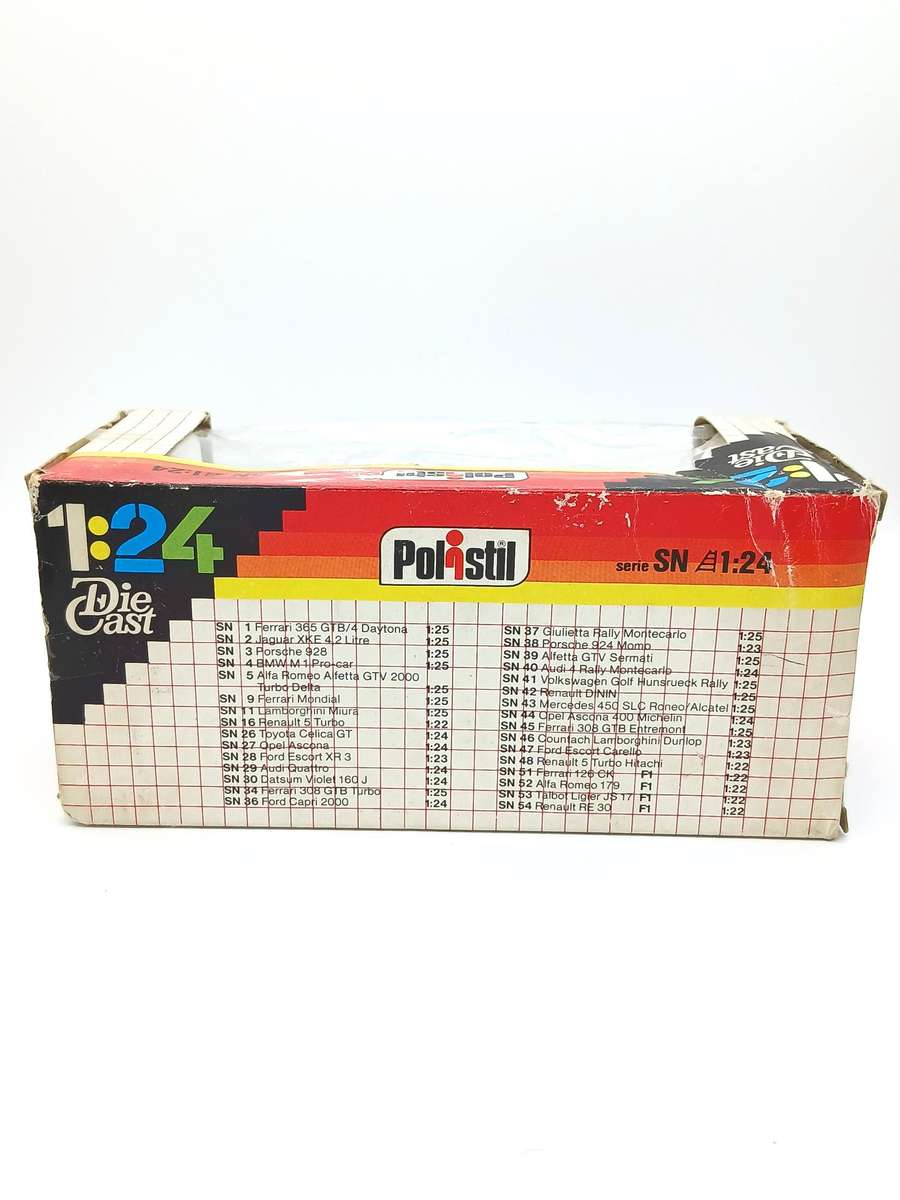 1:24
Polistil
Die
Cast
1:24
1:24
Die
Cast
Polistil®
serie SN 1:24
SN 1 Ferrari 365 GTB/4 Daytona 1:25
SN 2 Jaguar XKE 4,2 Litre 1:25
SN 3 Porsche 928 1:25
SN 4 BMW M1 Pro-car 1:25
SN 5 Alfa Romeo Alfetta GTV 2000
Turbo Delta 1:25
SN 9 Ferrari Mondial 1:25
SN 11 Lamborghini Miura 1:25
SN 16 Renault 5 Turbo 1:22
SN 26 Toyota Celica GT 1:24
SN 27 Opel Ascona 1:24
SN 28 Ford Escort XR 3 1:23
SN 29 Audi Quattro 1:24
SN 30 Datsum Violet 160 J 1:24
SN 34 Ferrari 308 GTB Turbo 1:25
SN 36 Ford Capri 2000 1:24
SN 37 Giulietta Rally Montecarlo 1:25
SN 38 Porsche 924 Momo 1:23
SN 39 Alfetta GTV Sermati 1:25
SN 40 Audi 4 Rally Montecarlo 1:24
SN 41 Volkswagen Golf Hunsrueck Rally 1:25
SN 42 Renault DININ 1:25
SN 43 Mercedes 450 SLC Roneo/Alcatel 1:25
SN 44 Opel Ascona 400 Michelin 1:24
SN 45 Ferrari 308 GTB Entremont 1:25
SN 46 Countach Lamborghini Dunlop 1:23
SN 47 Ford Escort Carello 1:23
SN 48 Renault 5 Turbo Hitachi 1:22
SN 51 Ferrari 126 CK F1 1:22
SN 52 Alfa Romeo 179 F1 1:22
SN 53 Talbot Ligier JS 17 F1 1:22
SN 54 Renault RE 30 F1 1:22